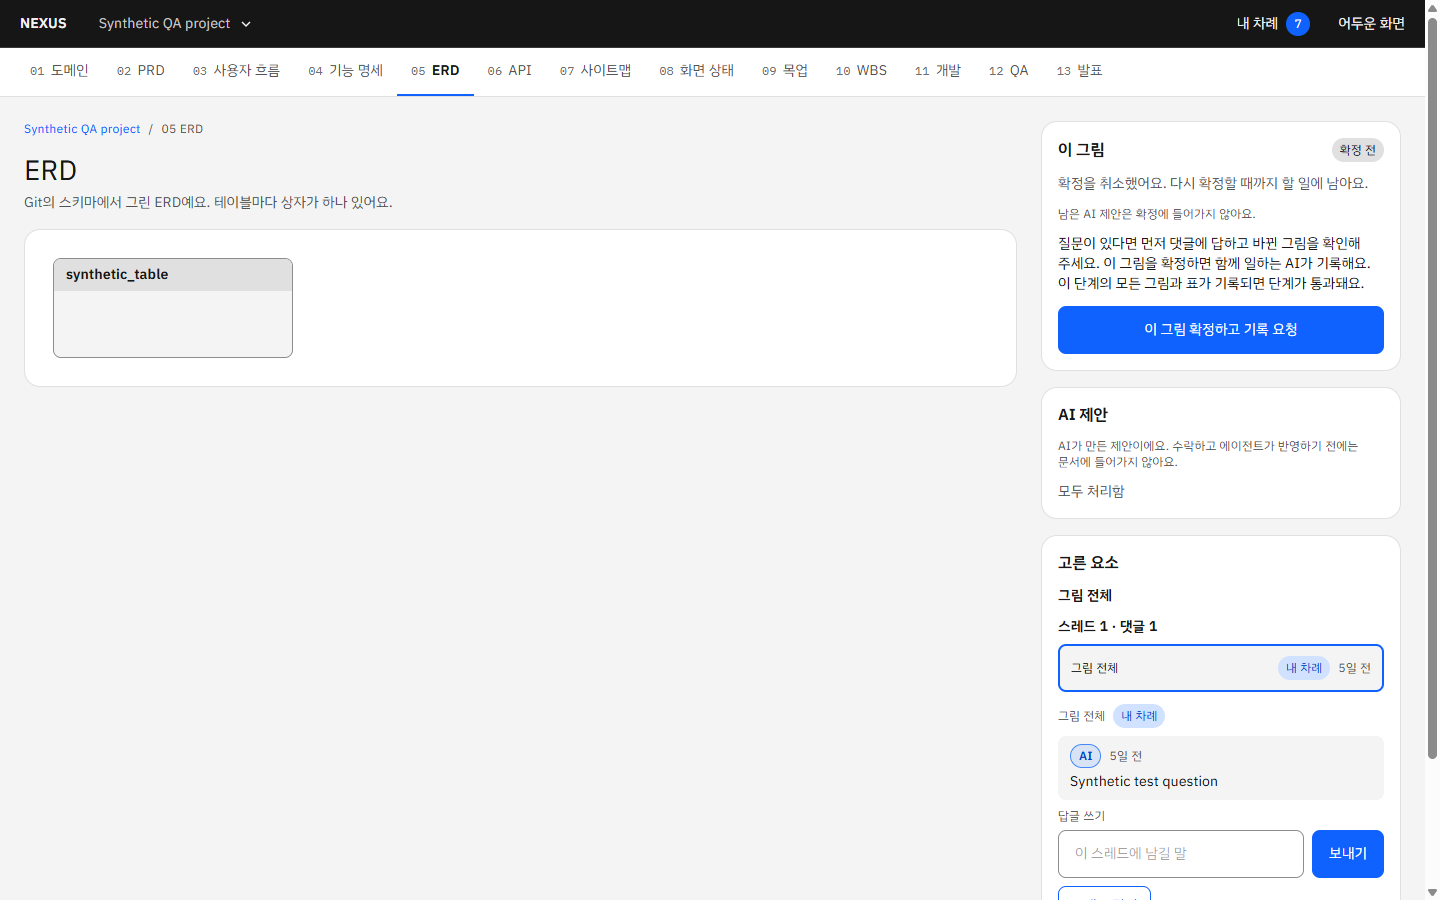 NEXUS
Synthetic QA project
내 차례 7
어두운 화면
01 도메인
02 PRD
03 사용자 흐름
04 기능 명세
05 ERD
06 API
07 사이트맵
08 화면 상태
09 목업
10 WBS
11 개발
12 QA
13 발표
Synthetic QA project / 05 ERD
ERD
Git의 스키마에서 그린 ERD예요. 테이블마다 상자가 하나 있어요.
synthetic_table
이 그림
확정 전
확정을 취소했어요. 다시 확정할 때까지 할 일에 남아요.
남은 AI 제안은 확정에 들어가지 않아요.
질문이 있다면 먼저 댓글에 답하고 바뀐 그림을 확인해
주세요. 이 그림을 확정하면 함께 일하는 AI가 기록해요.
이 단계의 모든 그림과 표가 기록되면 단계가 통과돼요.
이 그림 확정하고 기록 요청
AI 제안
AI가 만든 제안이에요. 수락하고 에이전트가 반영하기 전에는
문서에 들어가지 않아요.
모두 처리함
고른 요소
그림 전체
스레드 1 · 댓글 1
그림 전체 내 차례 5일 전
그림 전체 내 차례
AI 5일 전
Synthetic test question
답글 쓰기
이 스레드에 남길 말
보내기